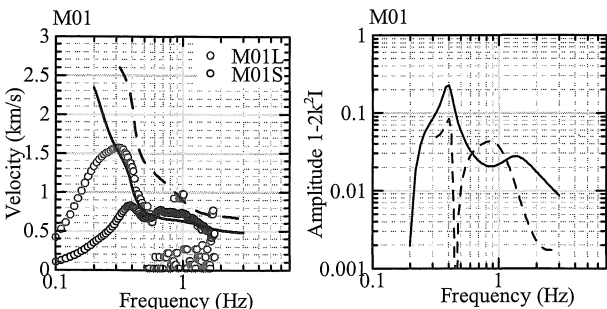 M01
Velocity (km/s)
3
2.5
2
1.5
1
0.5
0
0.1
1
Frequency (Hz)
M01L
M01S
M01
Amplitude 1-2k²I
1
0.1
0.01
0.001
0.1
1
Frequency (Hz)